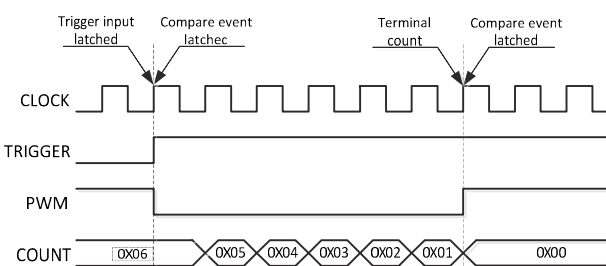 Trigger input
latched
Compare event
latchec
Terminal
count
Compare event
latched
CLOCK
TRIGGER
PWM
COUNT
0X06
0X05
0X04
0X03
0X02
0X01
0X00